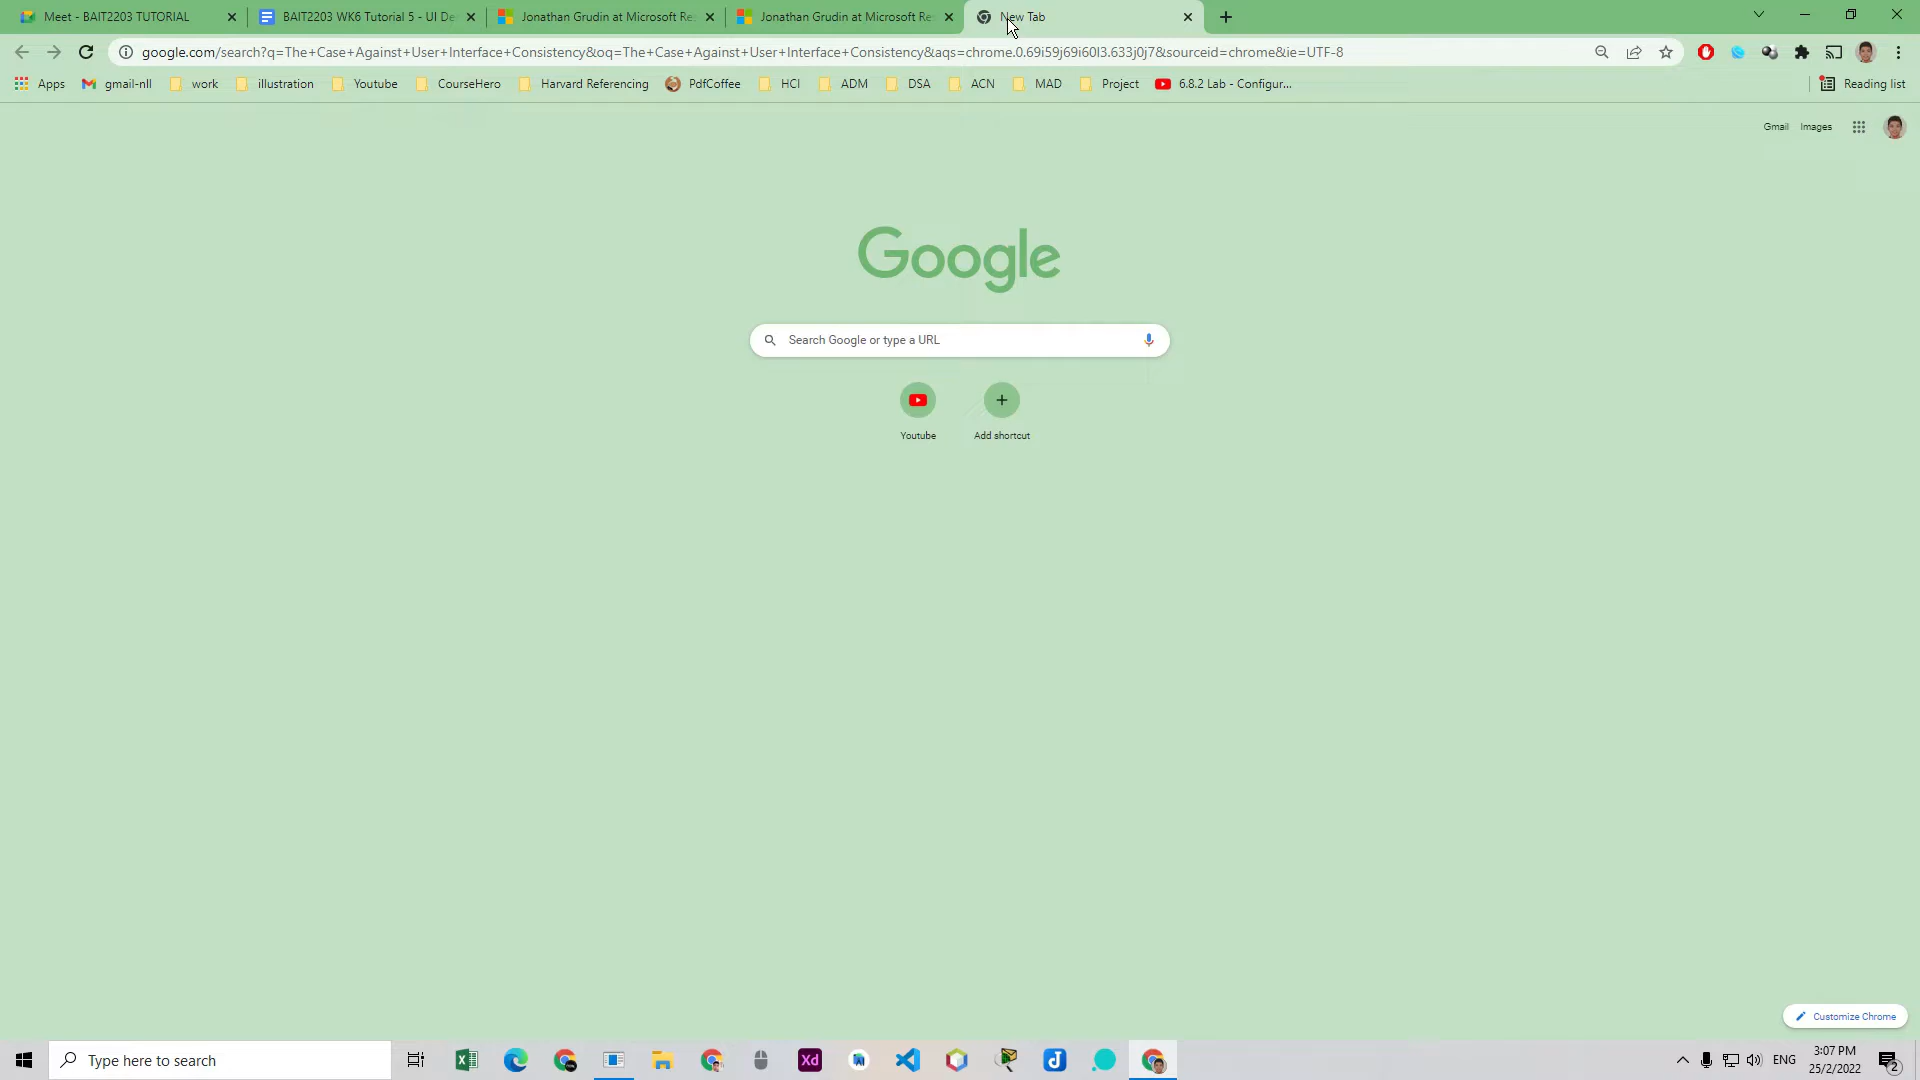 Meet - BAIT2203 TUTORIAL
BAIT2203 WK6 Tutorial 5 - UI De
Jonathan Grudin at Microsoft Re
Jonathan Grudin at Microsoft Re
New Tab
google.com/search?q=The+Case+Against+User+Interface+Consistency&oq=The+Case+Against+User+Interface+Consistency&aqs=chrome.0.69i59j69i60l3.633j0j7&sourceid=chrome&ie=UTF-8
Apps
gmail-nll
work
illustration
Youtube
CourseHero
Harvard Referencing
PdfCoffee
HCI
ADM
DSA
ACN
MAD
Project
6.8.2 Lab - Configur...
Reading list
Gmail
Images
Google
Search Google or type a URL
Youtube
Add shortcut
Customize Chrome
Type here to search
Xd
ENG
3:07 PM
25/2/2022
2